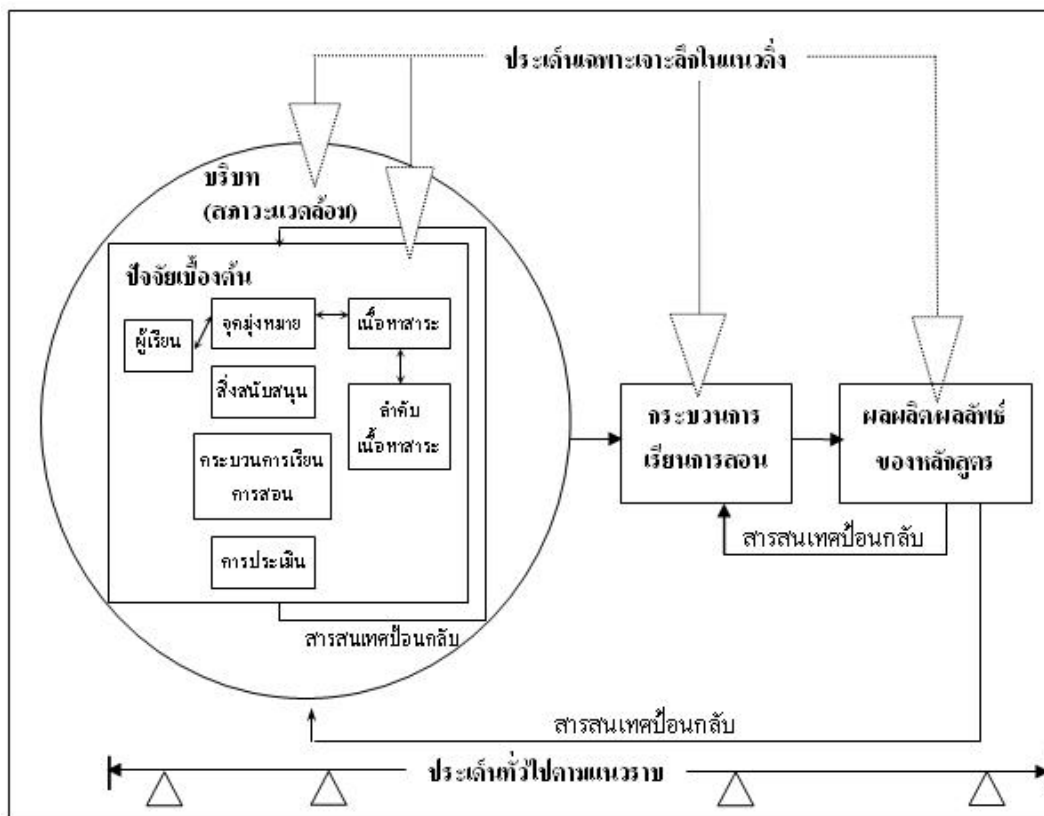 ประเด็นเฉพาะเจาะลึกในแนวดิ่ง
บริบท
(สภาวะแวดล้อม)
ปัจจัยเบื้องต้น
ผู้เรียน
จุดมุ่งหมาย
เนื้อหาสาระ
สิ่งสนับสนุน
ลำดับ
เนื้อหาสาระ
กระบวนการเรียน
การสอน
การประเมิน
สารสนเทศป้อนกลับ
กระบวนการ
เรียนการสอน
ผลผลิตผลลัพธ์
ของหลักสูตร
สารสนเทศป้อนกลับ
สารสนเทศป้อนกลับ
ประเด็นทั่วไปตามแนวราบ